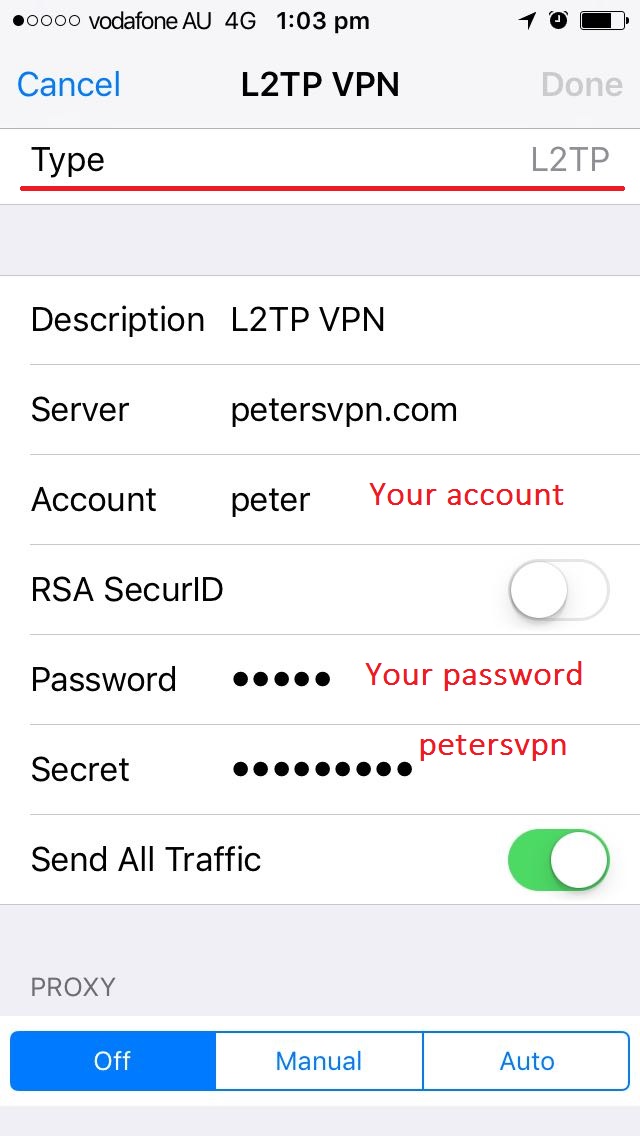 vodafone AU 4G 1:03 pm
Cancel L2TP VPN Done
Type L2TP
Description L2TP VPN
Server petersvpn.com
Account peter Your account
RSA SecurID
Password ●●●●● Your password
petersvpn
Secret ●●●●●●●●●
Send All Traffic
PROXY
Off Manual Auto